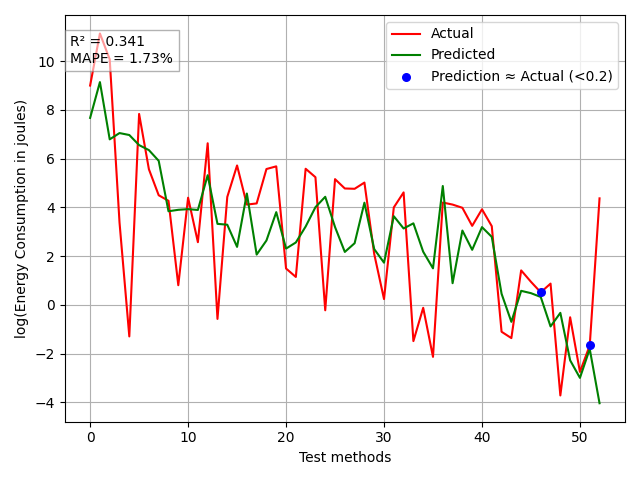 R² = 0.341
MAPE = 1.73%
Actual
Predicted
Prediction ≈ Actual (<0.2)
log(Energy Consumption in joules)
10
8
6
4
2
0
−2
−4
0
10
20
30
40
50
Test methods